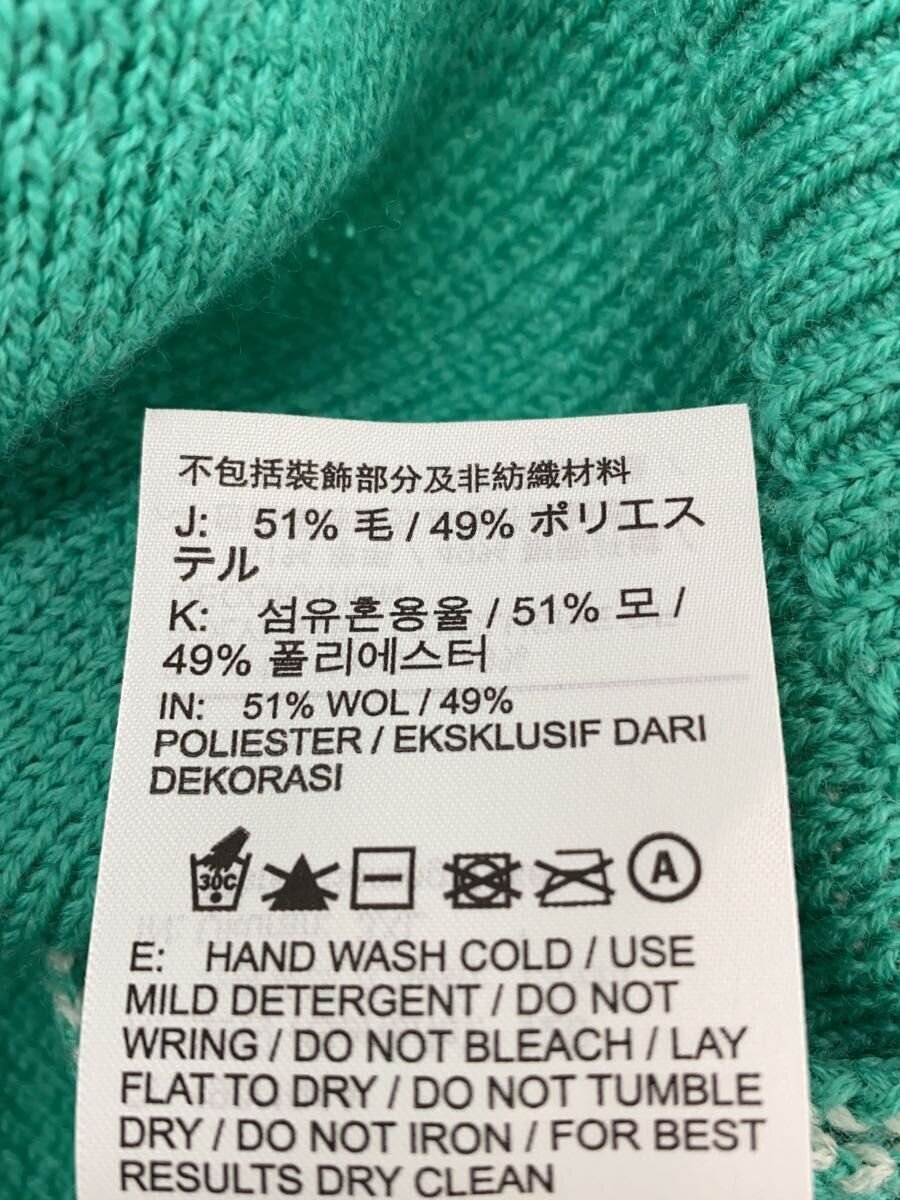 不包括裝飾部分及非紡織材料
J: 51% 毛 / 49% ポリエス
テル
K: 섬유혼용율 / 51% 모 /
49% 폴리에스터
IN: 51% WOL / 49%
POLIESTER / EKSKLUSIF DARI
DEKORASI
30C A
E: HAND WASH COLD / USE
MILD DETERGENT / DO NOT
WRING / DO NOT BLEACH / LAY
FLAT TO DRY / DO NOT TUMBLE
DRY / DO NOT IRON / FOR BEST
RESULTS DRY CLEAN